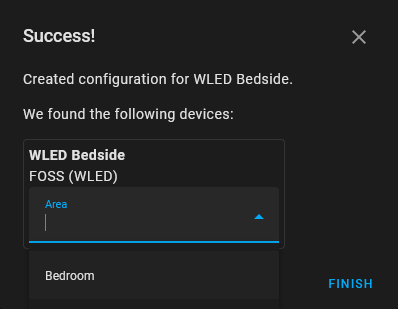 Success!
Created configuration for WLED Bedside.
We found the following devices:
WLED Bedside
FOSS (WLED)
Area
Bedroom
FINISH